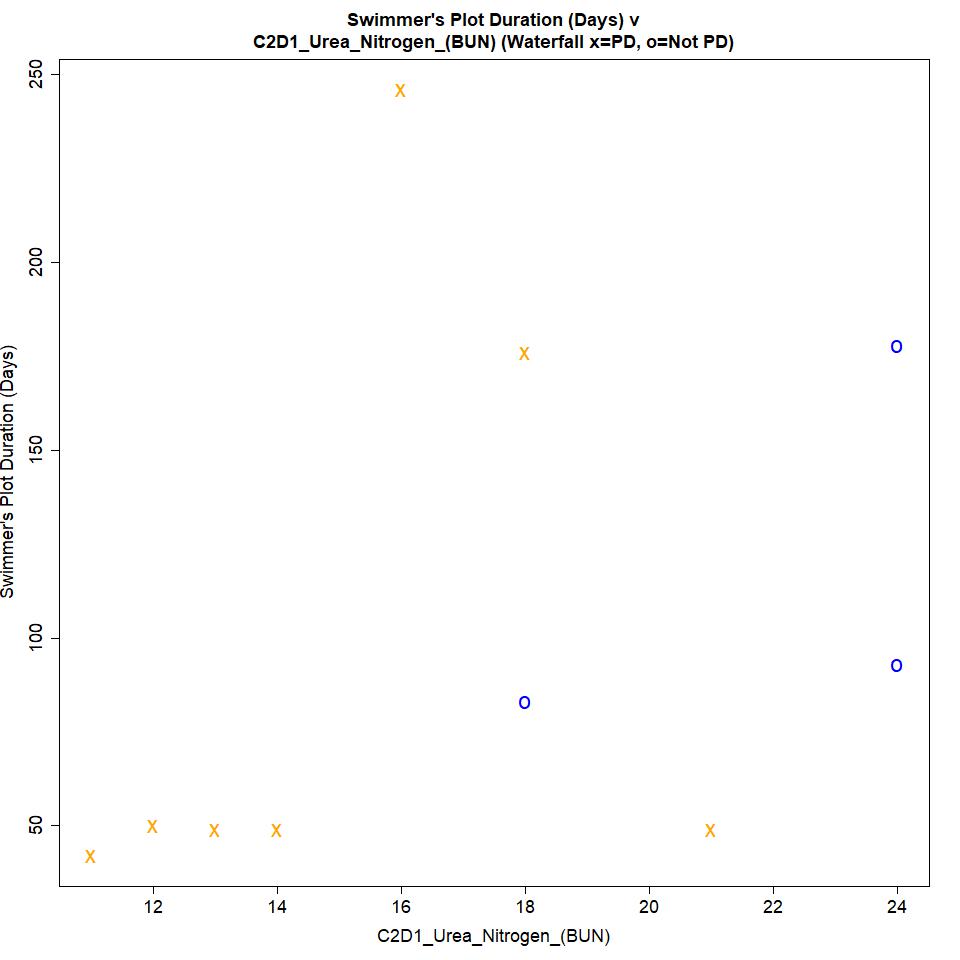 Swimmer's Plot Duration (Days) v
C2D1_Urea_Nitrogen_(BUN) (Waterfall x=PD, o=Not PD)
Swimmer's Plot Duration (Days)
250
200
150
100
50
x
x
o
o
o
x
x
x
x
x
12
14
16
18
20
22
24
C2D1_Urea_Nitrogen_(BUN)